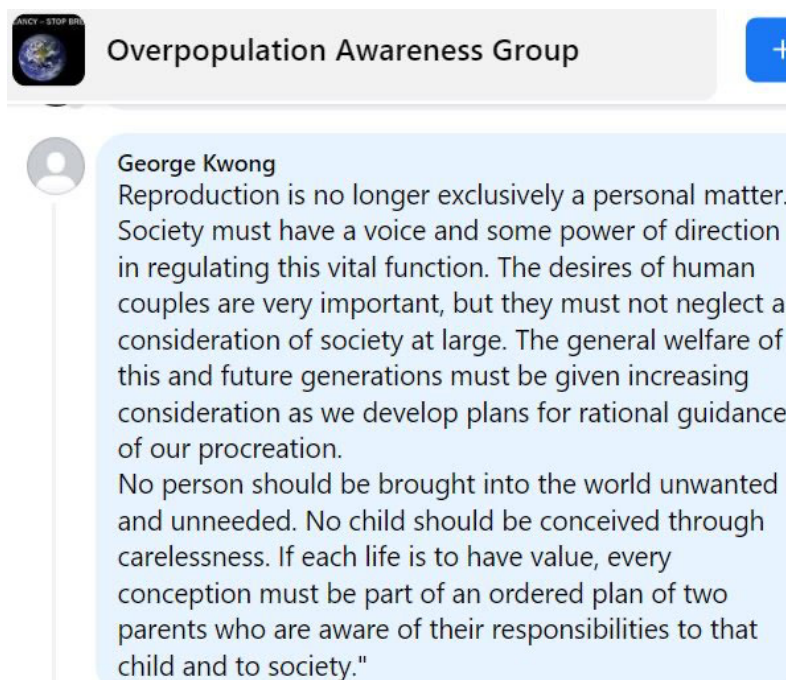 ANCY - STOP BRE
Overpopulation Awareness Group
+
George Kwong
Reproduction is no longer exclusively a personal matter.
Society must have a voice and some power of direction
in regulating this vital function. The desires of human
couples are very important, but they must not neglect a
consideration of society at large. The general welfare of
this and future generations must be given increasing
consideration as we develop plans for rational guidance
of our procreation.
No person should be brought into the world unwanted
and unneeded. No child should be conceived through
carelessness. If each life is to have value, every
conception must be part of an ordered plan of two
parents who are aware of their responsibilities to that
child and to society."